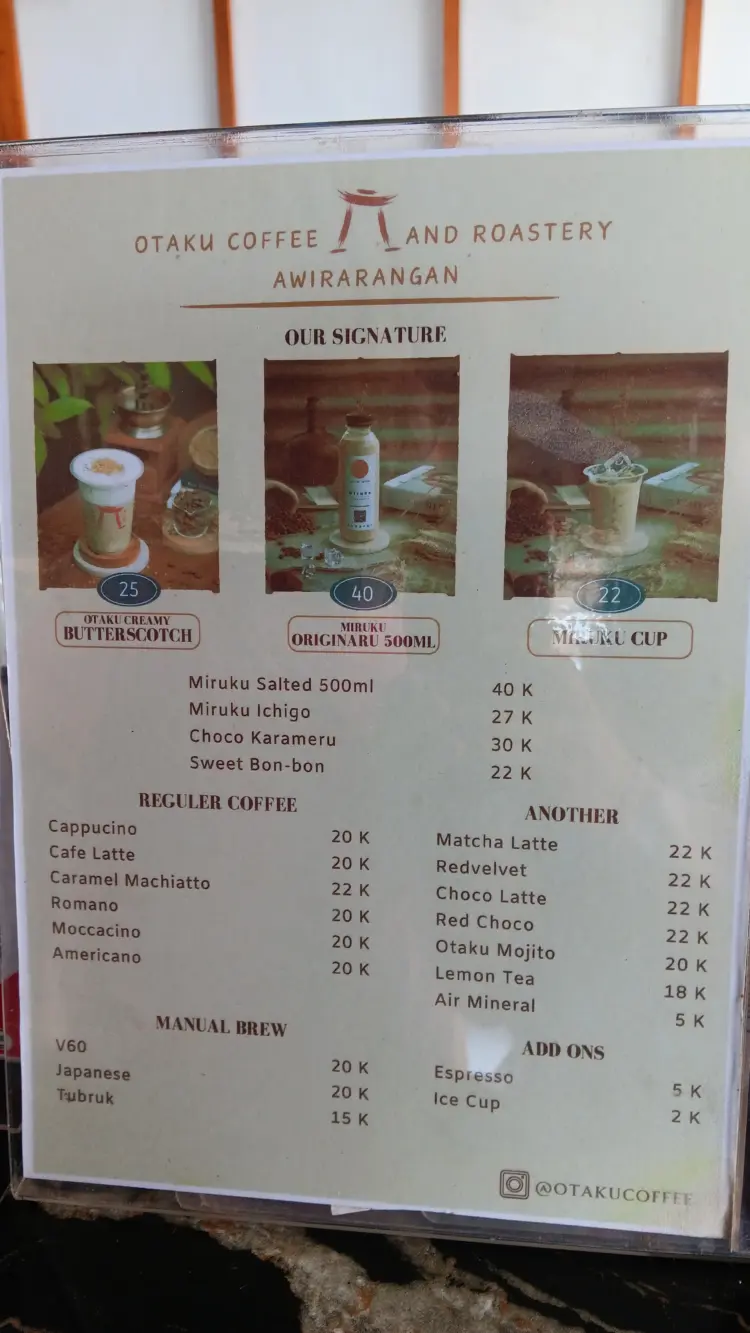 OTAKU COFFEE AND ROASTERY
AWIRARANGAN
OUR SIGNATURE
25
OTAKU CREAMY
BUTTERSCOTCH
40
MIRUKU
ORIGINARU 500ML
22
MIRUKU CUP
Miruku Salted 500ml 40 K
Miruku Ichigo 27 K
Choco Karameru 30 K
Sweet Bon-bon 22 K
REGULER COFFEE
Cappucino 20 K
Cafe Latte 20 K
Caramel Machiatto 22 K
Romano 20 K
Moccacino 20 K
Americano 20 K
MANUAL BREW
V60 20 K
Japanese 20 K
Tubruk 15 K
ANOTHER
Matcha Latte 22 K
Redvelvet 22 K
Choco Latte 22 K
Red Choco 22 K
Otaku Mojito 20 K
Lemon Tea 18 K
Air Mineral 5 K
ADD ONS
Espresso 5 K
Ice Cup 2 K
@OTAKUCOFFEE